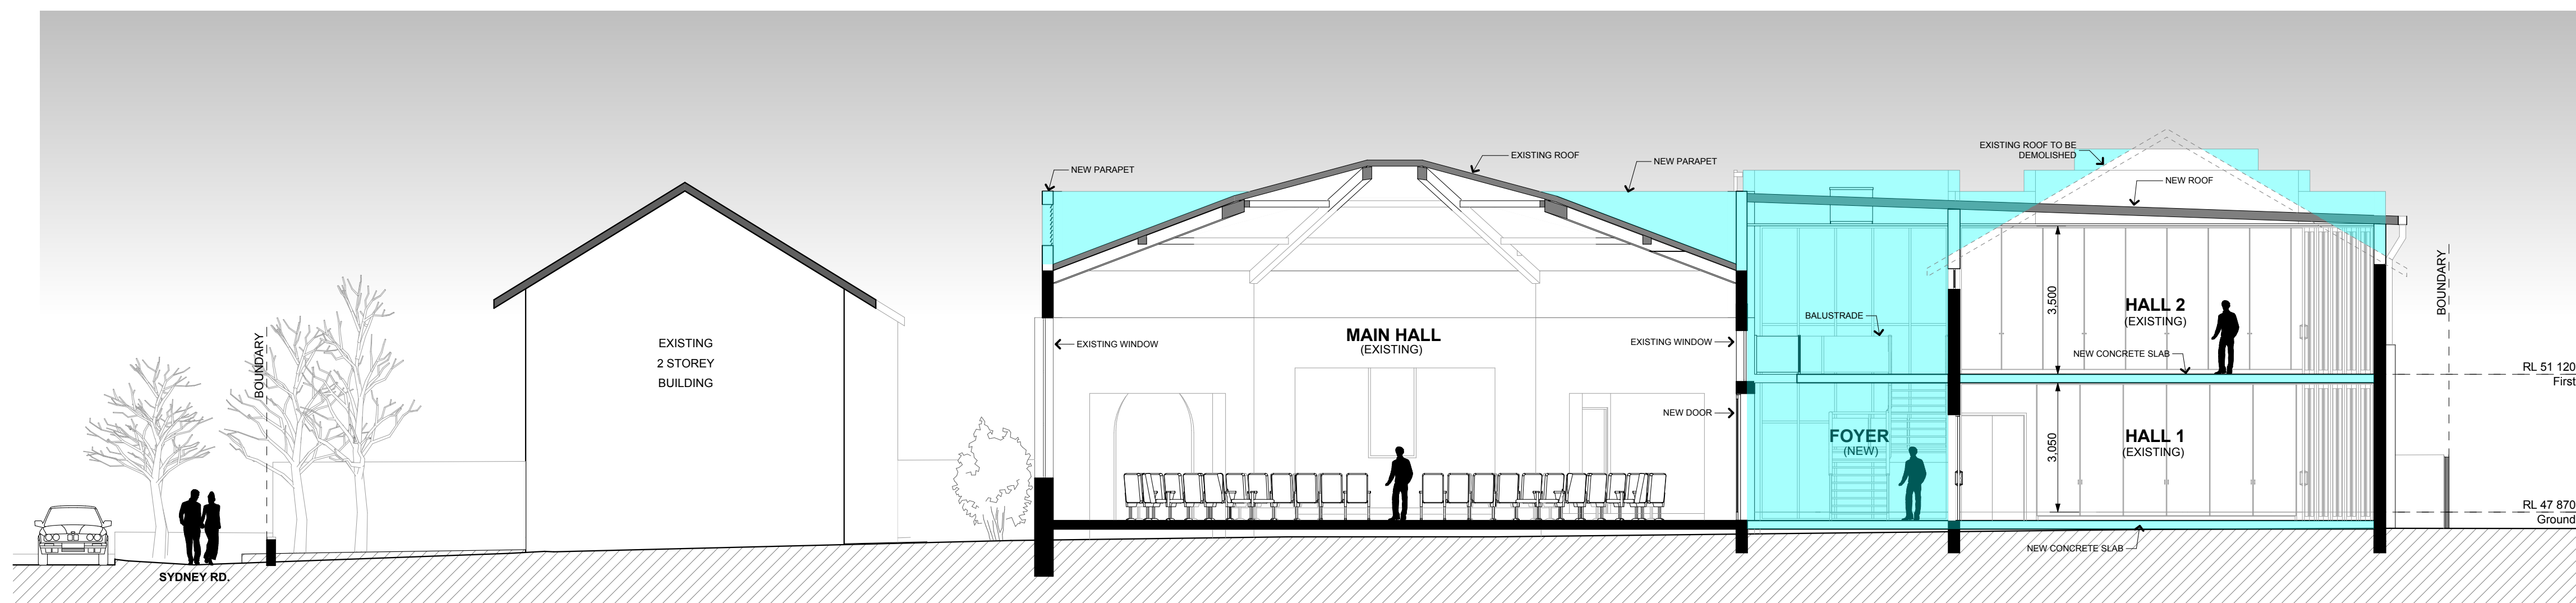 NEW PARAPET
EXISTING ROOF
NEW PARAPET
EXISTING ROOF TO BE
DEMOLISHED
NEW ROOF
BOUNDARY
EXISTING
2 STOREY
BUILDING
EXISTING WINDOW
MAIN HALL
(EXISTING)
EXISTING WINDOW
BALUSTRADE
3,500
HALL 2
(EXISTING)
NEW CONCRETE SLAB
BOUNDARY
RL 51 120
First
NEW DOOR
FOYER
(NEW)
3,050
HALL 1
(EXISTING)
RL 47 870
Ground
NEW CONCRETE SLAB
SYDNEY RD.